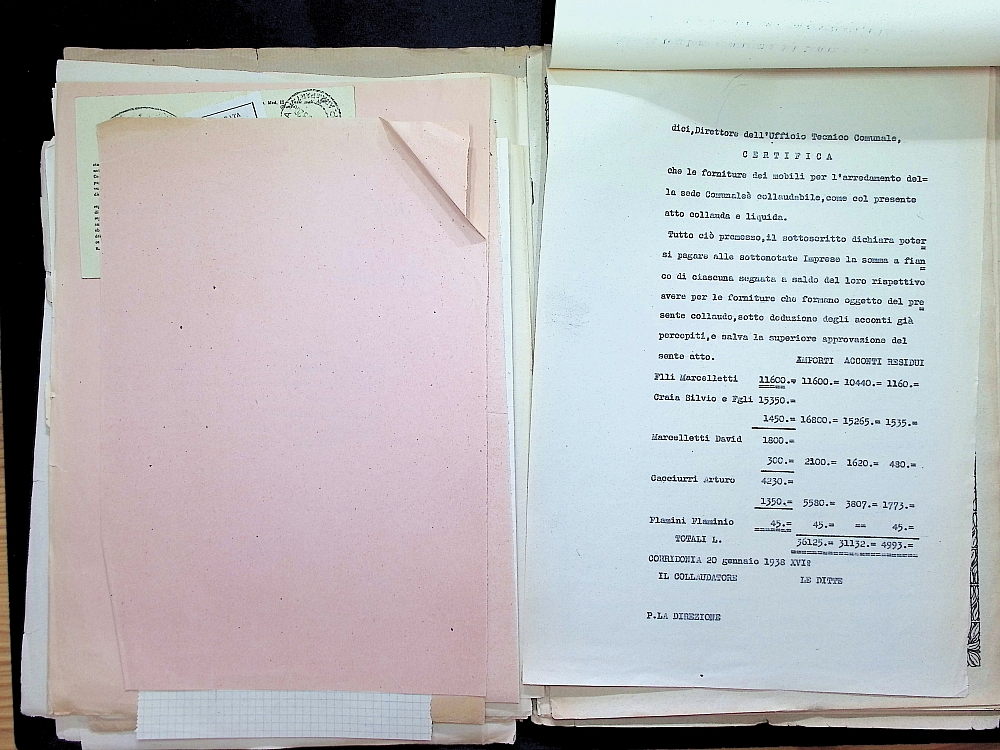 dici,Direttore dell'Ufficio Tecnico Comunale,
C E R T I F I C A
che le forniture dei mobili per l'arredamento del=
la sede Comunaleè collaudabile,come col presente
atto collauda e liquida.
Tutto ciò premesso,il sottoscritto dichiara poter
si pagare alle sottonotate Imprese la somma a fian
co di ciascuna segnata a saldo del loro rispettivo
avere per le forniture che formano oggetto del pre
sente collaudo,sotto deduzione degli acconti già
percepiti,e salva la superiore approvazione del
sente atto. IMPORTI ACCONTI RESIDUI
Flli Marcelletti 11600.= 11600.= 10440.= 1160.=
Craia Silvio e Fgli 15350.=
1450.= 16800.= 15265.= 1535.=
Marcelletti David 1800.=
300.= 2100.= 1620.= 480.=
Cacciurri Arturo 4230.=
1350.= 5580.= 3807.= 1773.=
Flamini Flaminio 45.= 45.= == 45.=
TOTALI L. 36125.= 31132.= 4993.=
CORRIDONIA 20 gennaio 1938 XVI°
IL COLLAUDATORE LE DITTE
P.LA DIREZIONE